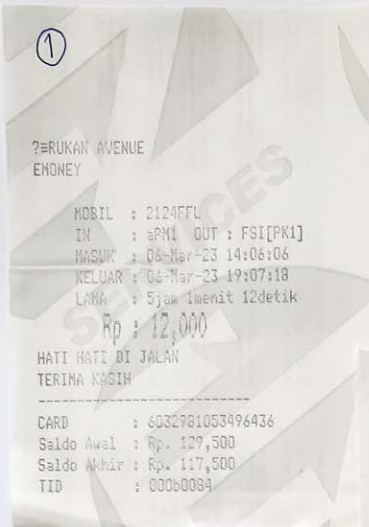 1
?≡RUKAN AVENUE
EMONEY
MOBIL : 2124FFL
IN : aPM1 OUT : FSI[PK1]
MASUK : 06-Mar-23 14:06:06
KELUAR : 06-Mar-23 19:07:18
LAMA : 5jam 1menit 12detik
Rp : 12,000
HATI HATI DI JALAN
TERIMA KASIH
--------------------------
CARD : 6032981053496436
Saldo Awal : Rp. 129,500
Saldo Akhir : Rp. 117,500
TID : 000b0084
SERVICES